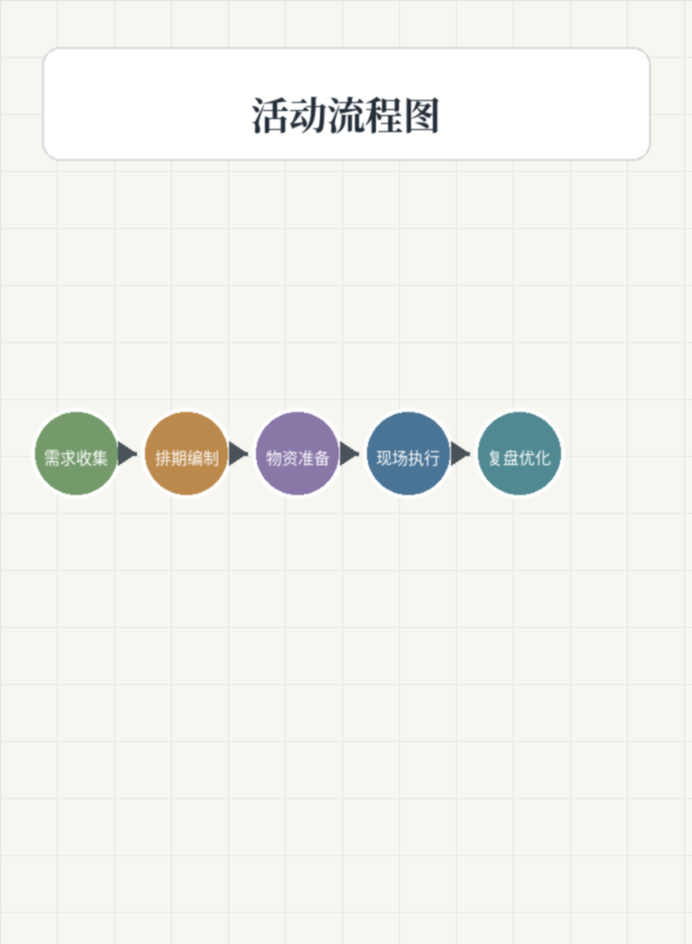 活动流程图
需求收集
排期编制
物资准备
现场执行
复盘优化